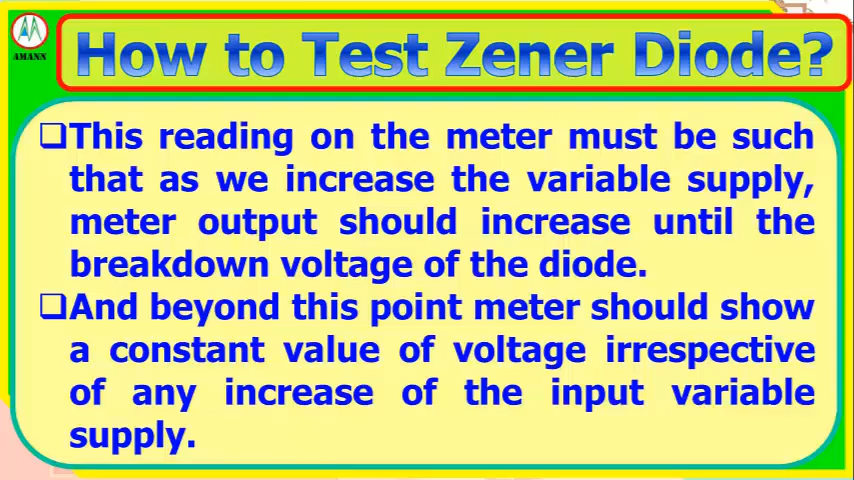 AMANN
How to Test Zener Diode?
❑This reading on the meter must be such
that as we increase the variable supply,
meter output should increase until the
breakdown voltage of the diode.
❑And beyond this point meter should show
a constant value of voltage irrespective
of any increase of the input variable
supply.